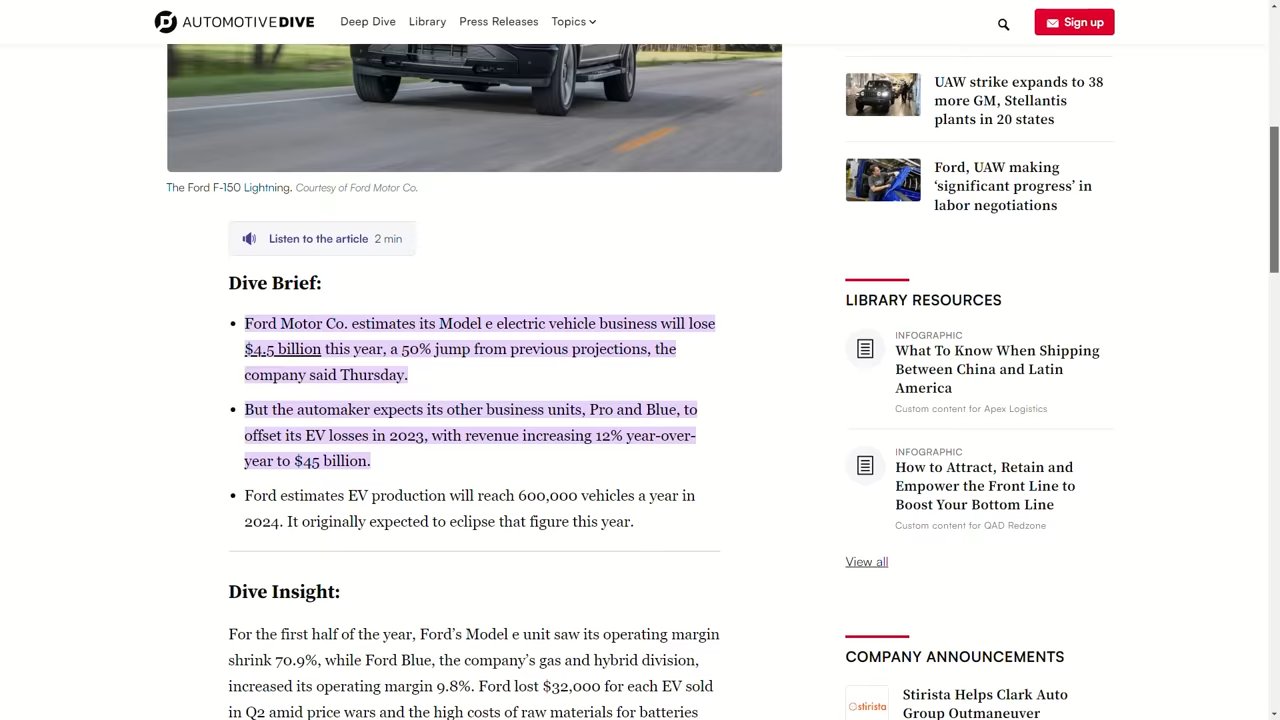 AUTOMOTIVEDIVE
Deep Dive
Library
Press Releases
Topics
Sign up
The Ford F-150 Lightning. Courtesy of Ford Motor Co.
Listen to the article 2 min
Dive Brief:
• Ford Motor Co. estimates its Model e electric vehicle business will lose
$4.5 billion this year, a 50% jump from previous projections, the
company said Thursday.
• But the automaker expects its other business units, Pro and Blue, to
offset its EV losses in 2023, with revenue increasing 12% year-over-
year to $45 billion.
• Ford estimates EV production will reach 600,000 vehicles a year in
2024. It originally expected to eclipse that figure this year.
Dive Insight:
For the first half of the year, Ford's Model e unit saw its operating margin
shrink 70.9%, while Ford Blue, the company's gas and hybrid division,
increased its operating margin 9.8%. Ford lost $32,000 for each EV sold
in Q2 amid price wars and the high costs of raw materials for batteries
UAW strike expands to 38
more GM, Stellantis
plants in 20 states
Ford, UAW making
‘significant progress’ in
labor negotiations
LIBRARY RESOURCES
INFOGRAPHIC
What To Know When Shipping
Between China and Latin
America
Custom content for Apex Logistics
INFOGRAPHIC
How to Attract, Retain and
Empower the Front Line to
Boost Your Bottom Line
Custom content for QAD Redzone
View all
COMPANY ANNOUNCEMENTS
stirista
Stirista Helps Clark Auto
Group Outmaneuver